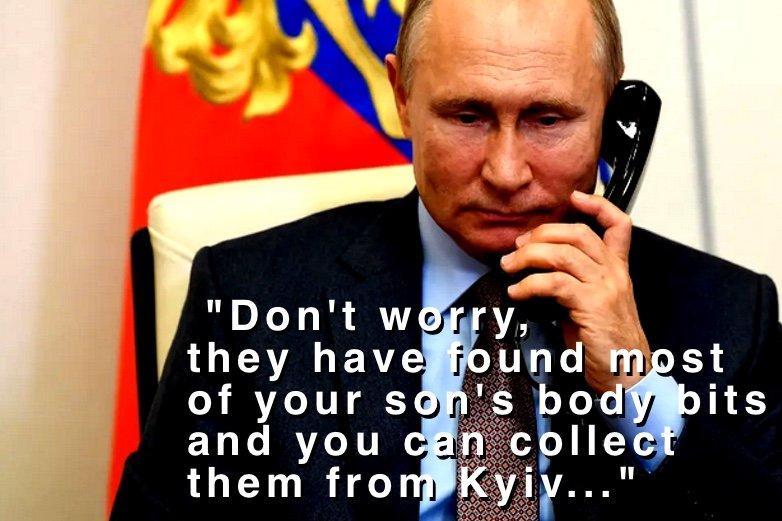 "Don't worry,
they have found most
of your son's body bits
and you can collect
them from Kyiv..."